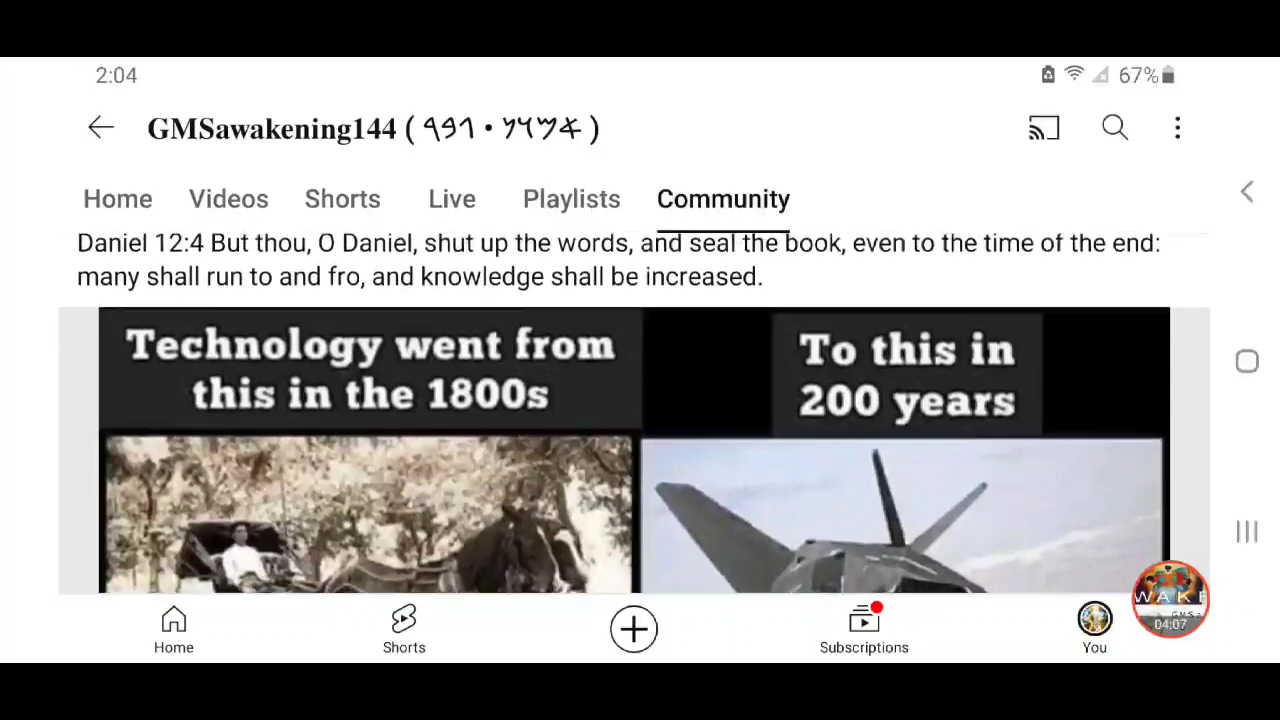 2:04
67%
GMSawakening144
Home Videos Shorts Live Playlists Community
Daniel 12:4 But thou, O Daniel, shut up the words, and seal the book, even to the time of the end:
many shall run to and fro, and knowledge shall be increased.
Technology went from
this in the 1800s
To this in
200 years
WAKE
04:07
Home Shorts Subscriptions You